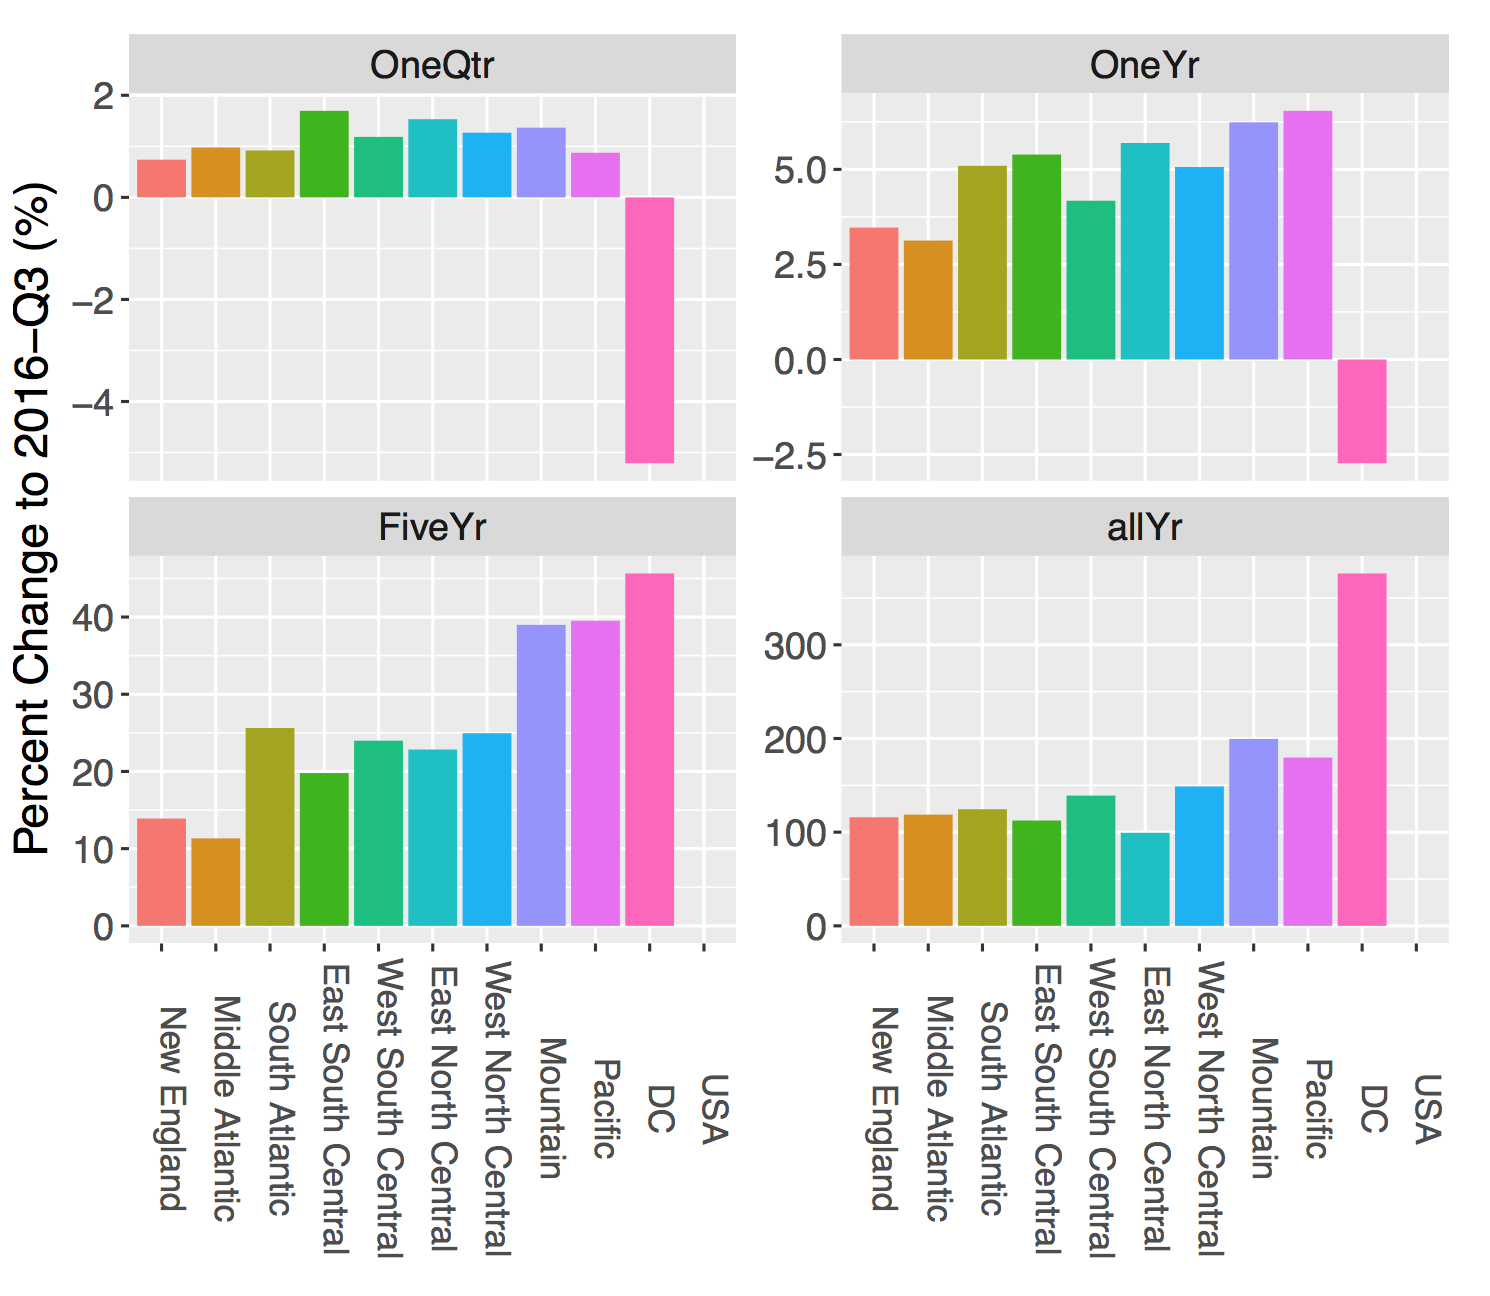 Percent Change to 2016−Q3 (%)
OneQtr
2
0
−2
−4
OneYr
5.0
2.5
0.0
−2.5
FiveYr
40
30
20
10
0
allYr
300
200
100
0
New England
Middle Atlantic
South Atlantic
East South Central
West South Central
East North Central
West North Central
Mountain
Pacific
DC
USA
New England
Middle Atlantic
South Atlantic
East South Central
West South Central
East North Central
West North Central
Mountain
Pacific
DC
USA